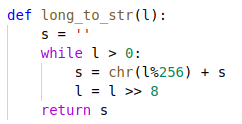 def long_to_str(l):
    s = ''
    while l > 0:
        s = chr(l%256) + s
        l = l >> 8
    return s